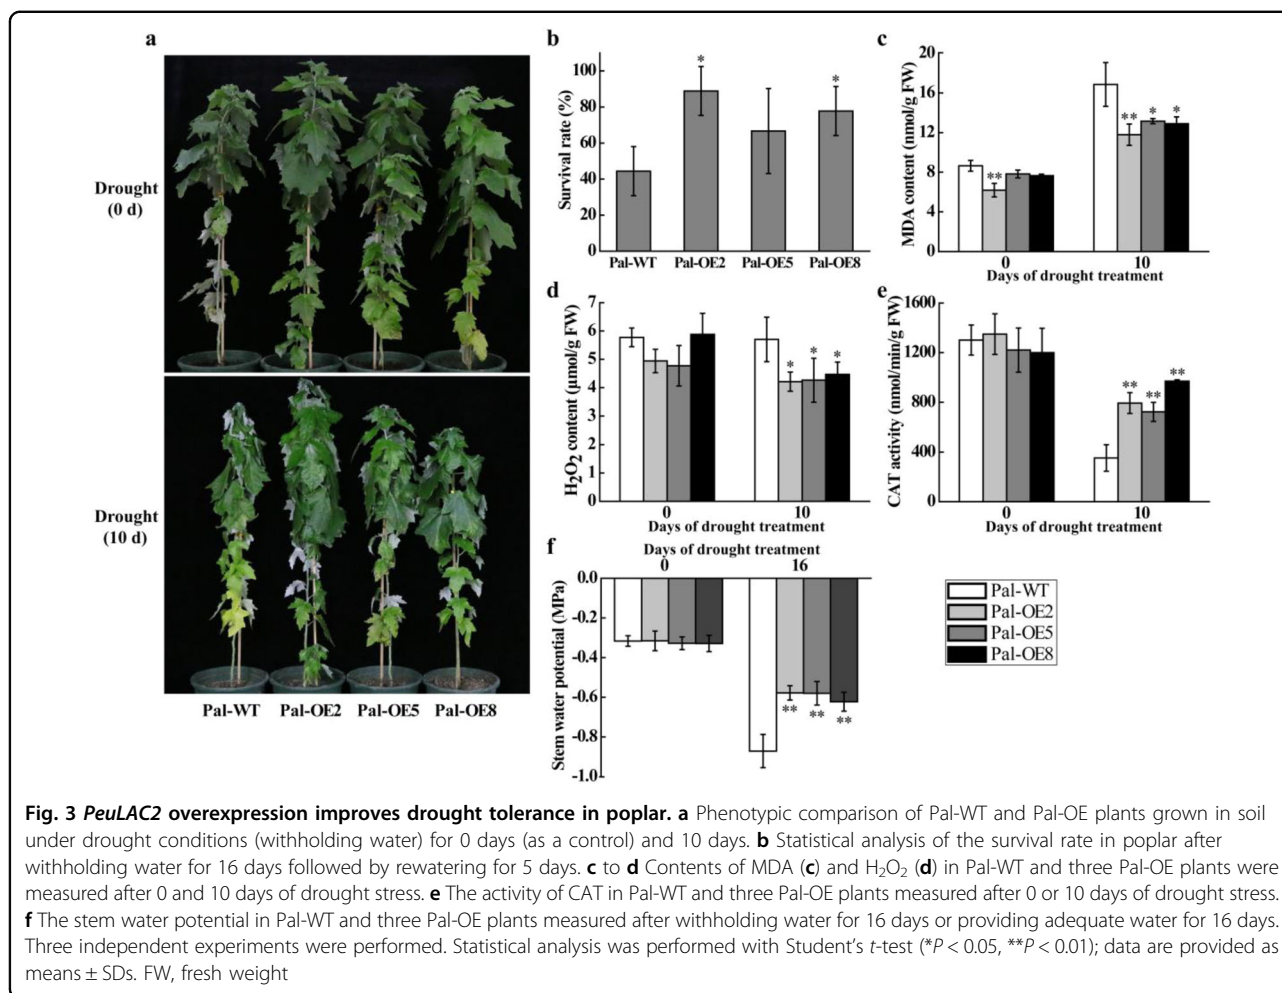 a
Drought
(0 d)
Drought
(10 d)
Pal-WT Pal-OE2 Pal-OE5 Pal-OE8
b
Survival rate (%)
100
80
60
40
20
0
* *
Pal-WT Pal-OE2 Pal-OE5 Pal-OE8
c
MDA content (nmol/g FW)
20
16
12
8
4
0
** ** * *
0 10
Days of drought treatment
d
H₂O₂ content (μmol/g FW)
7
6
5
4
3
2
1
0
* * *
0 10
Days of drought treatment
e
CAT activity (nmol/min/g FW)
1600
1200
800
400
0
** ** **
0 10
Days of drought treatment
f
Days of drought treatment
0 16
Stem water potential (MPa)
0.0
-0.2
-0.4
-0.6
-0.8
-1.0
** ** **
Pal-WT
Pal-OE2
Pal-OE5
Pal-OE8
Fig. 3 PeuLAC2 overexpression improves drought tolerance in poplar. a Phenotypic comparison of Pal-WT and Pal-OE plants grown in soil
under drought conditions (withholding water) for 0 days (as a control) and 10 days. b Statistical analysis of the survival rate in poplar after
withholding water for 16 days followed by rewatering for 5 days. c to d Contents of MDA (c) and H₂O₂ (d) in Pal-WT and three Pal-OE plants were
measured after 0 and 10 days of drought stress. e The activity of CAT in Pal-WT and three Pal-OE plants measured after 0 or 10 days of drought stress.
f The stem water potential in Pal-WT and three Pal-OE plants measured after withholding water for 16 days or providing adequate water for 16 days.
Three independent experiments were performed. Statistical analysis was performed with Student's t-test (*P < 0.05, **P < 0.01); data are provided as
means ± SDs. FW, fresh weight